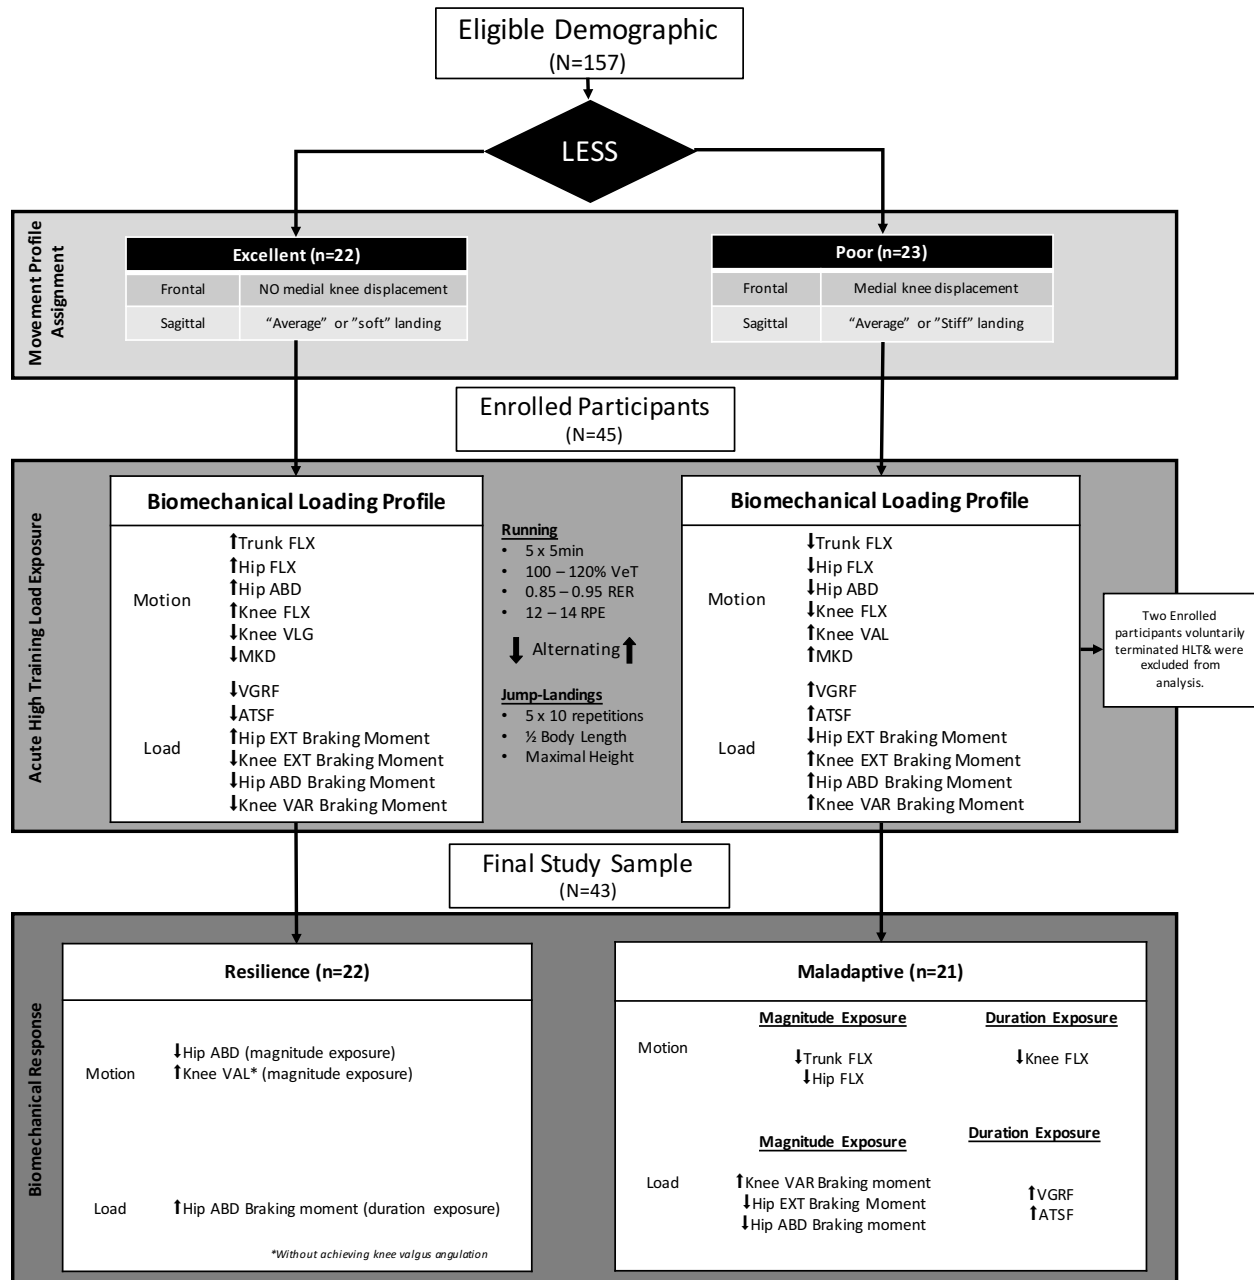 Eligible Demographic
(N=157)
LESS
Movement Profile
Assignment
Excellent (n=22)
Frontal NO medial knee displacement
Sagittal “Average” or ”soft” landing
Poor (n=23)
Frontal Medial knee displacement
Sagittal “Average” or ”Stiff” landing
Enrolled Participants
(N=45)
Acute High Training Load Exposure
Biomechanical Loading Profile
Motion
↑Trunk FLX
↑Hip FLX
↑Hip ABD
↑Knee FLX
↓Knee VLG
↓MKD
Load
↓VGRF
↓ATSF
↑Hip EXT Braking Moment
↓Knee EXT Braking Moment
↓Hip ABD Braking Moment
↓Knee VAR Braking Moment
Running
• 5 x 5min
• 100 – 120% VeT
• 0.85 – 0.95 RER
• 12 – 14 RPE
↓ Alternating ↑
Jump-Landings
• 5 x 10 repetitions
• ½ Body Length
• Maximal Height
Biomechanical Loading Profile
Motion
↓Trunk FLX
↓Hip FLX
↓Hip ABD
↓Knee FLX
↑Knee VAL
↑MKD
Load
↑VGRF
↑ATSF
↓Hip EXT Braking Moment
↑Knee EXT Braking Moment
↑Hip ABD Braking Moment
↑Knee VAR Braking Moment
Two Enrolled
participants voluntarily
terminated HLT& were
excluded from
analysis.
Final Study Sample
(N=43)
Biomechanical Response
Resilience (n=22)
Motion
↓Hip ABD (magnitude exposure)
↑Knee VAL* (magnitude exposure)
Load ↑Hip ABD Braking moment (duration exposure)
*Without achieving knee valgus angulation
Maladaptive (n=21)
Motion
Magnitude Exposure
↓Trunk FLX
↓Hip FLX
Duration Exposure
↓Knee FLX
Load
Magnitude Exposure
↑Knee VAR Braking moment
↓Hip EXT Braking Moment
↓Hip ABD Braking moment
Duration Exposure
↑VGRF
↑ATSF